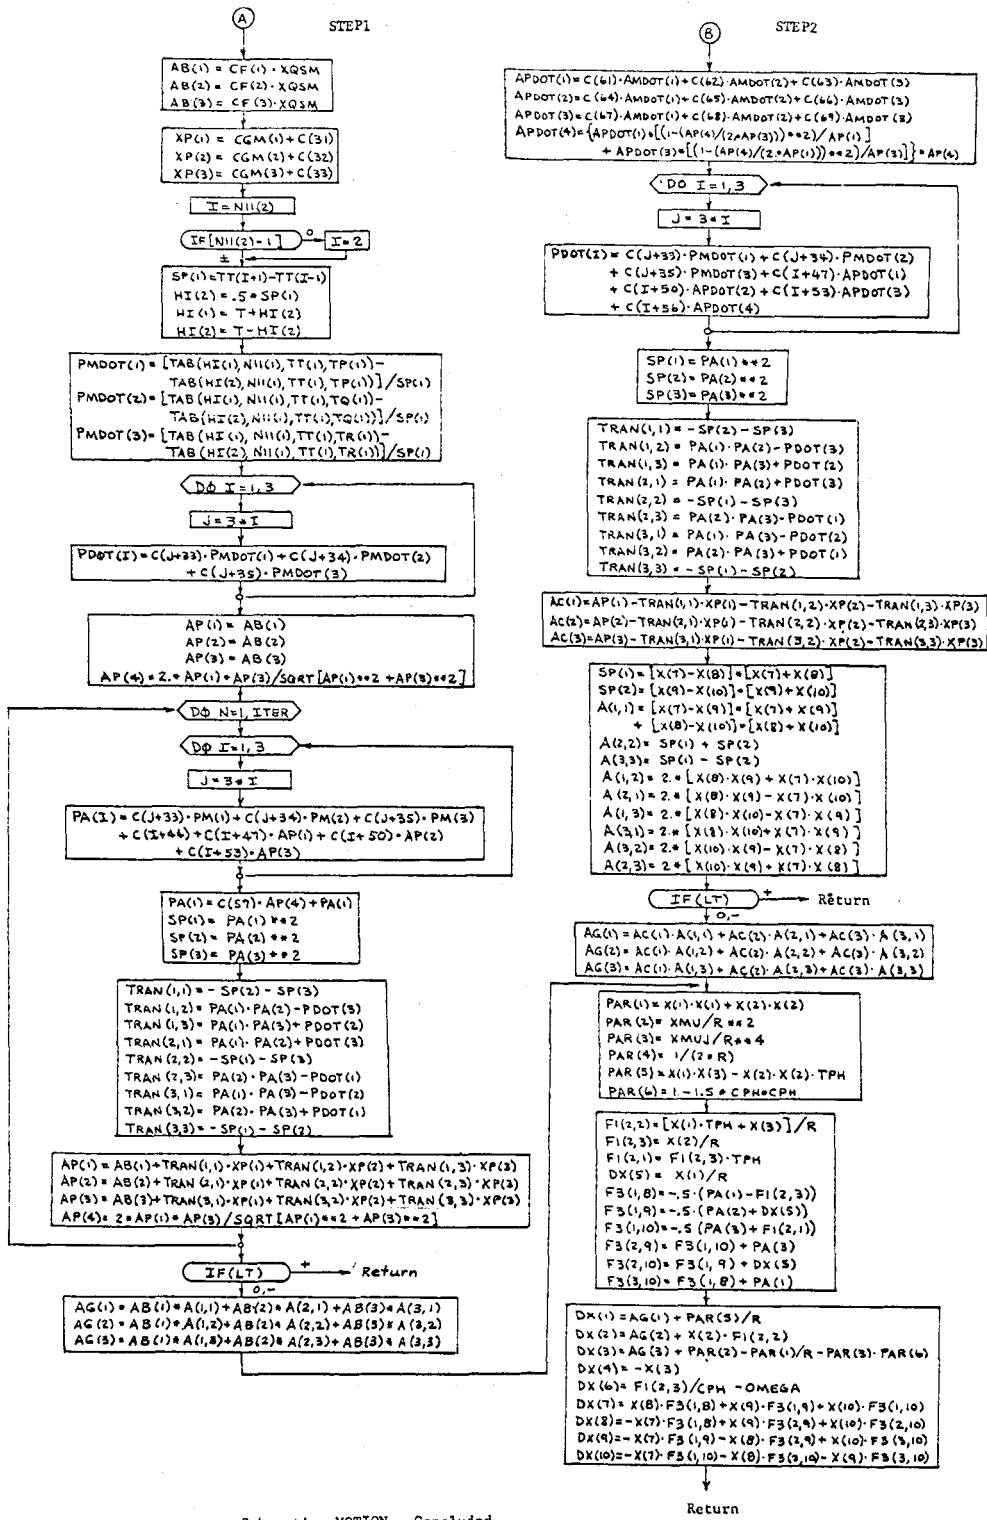 A
STEP1
AB(1) = CF(1) · XQSM
AB(2) = CF(2) · XQSM
AB(3) = CF(3) · XQSM
XP(1) = CGM(1) + C(31)
XP(2) = CGM(2) + C(32)
XP(3) = CGM(3) + C(33)
I = N11(2)
IF[N11(2)-1]
0
I=2
±
SP(1)=TT(I+1)-TT(I-1)
HI(2) = .5 * SP(1)
HI(1) = T + HI(2)
HI(2) = T - HI(2)
PMDOT(1) = [TAB(HI(1), N11(1), TT(1), TP(1))-
TAB(HI(2), N11(1), TT(1), TP(1))]/SP(1)
PMDOT(2) = [TAB(HI(1), N11(1), TT(1), TQ(1))-
TAB(HI(2), N11(1), TT(1), TQ(1))]/SP(1)
PMDOT(3) = [TAB(HI(1), N11(1), TT(1), TR(1))-
TAB(HI(2), N11(1), TT(1), TR(1))]/SP(1)
DØ I=1,3
J = 3 * I
PDØT(I) = C(J+33)·PMDOT(1) + C(J+34)·PMDOT(2)
+ C(J+35)·PMDOT(3)
AP(1) = AB(1)
AP(2) = AB(2)
AP(3) = AB(3)
AP(4) = 2. * AP(1) * AP(3)/SQRT[AP(1)**2 + AP(3)**2]
DØ N=1, ITER
DØ I=1,3
J = 3 * I
PA(I) = C(J+33)·PM(1) + C(J+34)·PM(2) + C(J+35)·PM(3)
+ C(I+44) + C(I+47)·AP(1) + C(I+50)·AP(2)
+ C(I+53)·AP(3)
PA(1) = C(57)·AP(4) + PA(1)
SP(1) = PA(1)**2
SP(2) = PA(2)**2
SP(3) = PA(3)**2
TRAN(1,1) = -SP(2) - SP(3)
TRAN(1,2) = PA(1)·PA(2) - PDOT(3)
TRAN(1,3) = PA(1)·PA(3) + PDOT(2)
TRAN(2,1) = PA(1)·PA(2) + PDOT(3)
TRAN(2,2) = -SP(1) - SP(3)
TRAN(2,3) = PA(2)·PA(3) - PDOT(1)
TRAN(3,1) = PA(1)·PA(3) - PDOT(2)
TRAN(3,2) = PA(2)·PA(3) + PDOT(1)
TRAN(3,3) = -SP(1) - SP(2)
AP(1) = AB(1) + TRAN(1,1)·XP(1) + TRAN(1,2)·XP(2) + TRAN(1,3)·XP(3)
AP(2) = AB(2) + TRAN(2,1)·XP(1) + TRAN(2,2)·XP(2) + TRAN(2,3)·XP(3)
AP(3) = AB(3) + TRAN(3,1)·XP(1) + TRAN(3,2)·XP(2) + TRAN(3,3)·XP(3)
AP(4) = 2 * AP(1) * AP(3)/SQRT[AP(1)**2 + AP(3)**2]
IF(LT)
+
Return
0,-
AG(1) = AB(1)*A(1,1) + AB(2)*A(2,1) + AB(3)*A(3,1)
AG(2) = AB(1)*A(1,2) + AB(2)*A(2,2) + AB(3)*A(3,2)
AG(3) = AB(1)*A(1,3) + AB(2)*A(2,3) + AB(3)*A(3,3)
B
STEP2
APDOT(1) = C(61)·AMDOT(1) + C(62)·AMDOT(2) + C(63)·AMDOT(3)
APDOT(2) = C(64)·AMDOT(1) + C(65)·AMDOT(2) + C(66)·AMDOT(3)
APDOT(3) = C(67)·AMDOT(1) + C(68)·AMDOT(2) + C(69)·AMDOT(3)
APDOT(4) = {APDOT(1)*[(1-(AP(4)/(2.*AP(3)))**2)/AP(1)]
+ APDOT(3)*[(1-(AP(4)/(2.*AP(1)))**2)/AP(3)]}*AP(4)
DO I=1,3
J = 3 * I
PDOT(I) = C(J+33)·PMDOT(1) + C(J+34)·PMDOT(2)
+ C(J+35)·PMDOT(3) + C(I+47)·APDOT(1)
+ C(I+50)·APDOT(2) + C(I+53)·APDOT(3)
+ C(I+56)·APDOT(4)
SP(1) = PA(1)**2
SP(2) = PA(2)**2
SP(3) = PA(3)**2
TRAN(1,1) = -SP(2) - SP(3)
TRAN(1,2) = PA(1)·PA(2) - PDOT(3)
TRAN(1,3) = PA(1)·PA(3) + PDOT(2)
TRAN(2,1) = PA(1)·PA(2) + PDOT(3)
TRAN(2,2) = -SP(1) - SP(3)
TRAN(2,3) = PA(2)·PA(3) - PDOT(1)
TRAN(3,1) = PA(1)·PA(3) - PDOT(2)
TRAN(3,2) = PA(2)·PA(3) + PDOT(1)
TRAN(3,3) = -SP(1) - SP(2)
AC(1)=AP(1)-TRAN(1,1)·XP(1)-TRAN(1,2)·XP(2)-TRAN(1,3)·XP(3)
AC(2)=AP(2)-TRAN(2,1)·XP(1)-TRAN(2,2)·XP(2)-TRAN(2,3)·XP(3)
AC(3)=AP(3)-TRAN(3,1)·XP(1)-TRAN(3,2)·XP(2)-TRAN(3,3)·XP(3)
SP(1) = [X(7)-X(8)]*[X(7)+X(8)]
SP(2) = [X(9)-X(10)]*[X(9)+X(10)]
A(1,1) = [X(7)-X(9)]*[X(7)+X(9)]
+ [X(8)-X(10)]*[X(8)+X(10)]
A(2,2) = SP(1) + SP(2)
A(3,3) = SP(1) - SP(2)
A(1,2) = 2.*[X(8)·X(9) + X(7)·X(10)]
A(2,1) = 2.*[X(8)·X(9) - X(7)·X(10)]
A(1,3) = 2.*[X(8)·X(10) - X(7)·X(9)]
A(3,1) = 2.*[X(8)·X(10) + X(7)·X(9)]
A(3,2) = 2.*[X(10)·X(9) - X(7)·X(8)]
A(2,3) = 2*[X(10)·X(9) + X(7)·X(8)]
IF(LT)
+
Return
0,-
AG(1) = AC(1)·A(1,1) + AC(2)·A(2,1) + AC(3)·A(3,1)
AG(2) = AC(1)·A(1,2) + AC(2)·A(2,2) + AC(3)·A(3,2)
AG(3) = AC(1)·A(1,3) + AC(2)·A(2,3) + AC(3)·A(3,3)
PAR(1) = X(1)·X(1) + X(2)·X(2)
PAR(2) = XMU/R**2
PAR(3) = XMUJ/R**4
PAR(4) = 1/(2*R)
PAR(5) = X(1)·X(3) - X(2)·X(2)·TPH
PAR(6) = 1.-1.5*CPH*CPH
F1(2,2) = [X(1)·TPH + X(3)]/R
F1(2,3) = X(2)/R
F1(2,1) = F1(2,3)·TPH
DX(5) = X(1)/R
F3(1,8) = -.5·(PA(1)-F1(2,3))
F3(1,9) = -.5·(PA(2)+DX(5))
F3(1,10) = -.5(PA(3)+F1(2,1))
F3(2,9) = F3(1,10) + PA(3)
F3(2,10) = F3(1,9) + DX(5)
F3(3,10) = F3(1,8) + PA(1)
DX(1) = AG(1) + PAR(5)/R
DX(2) = AG(2) + X(2)·F1(2,2)
DX(3) = AG(3) + PAR(2) - PAR(1)/R - PAR(3)·PAR(6)
DX(4) = -X(3)
DX(6) = F1(2,3)/CPH - OMEGA
DX(7) = X(8)·F3(1,8) + X(9)·F3(1,9) + X(10)·F3(1,10)
DX(8) = -X(7)·F3(1,8) + X(9)·F3(2,9) + X(10)·F3(2,10)
DX(9) = -X(7)·F3(1,9) - X(8)·F3(2,9) + X(10)·F3(3,10)
DX(10) = -X(7)·F3(1,10) - X(8)·F3(2,10) - X(9)·F3(3,10)
Return
MOTION Concluded